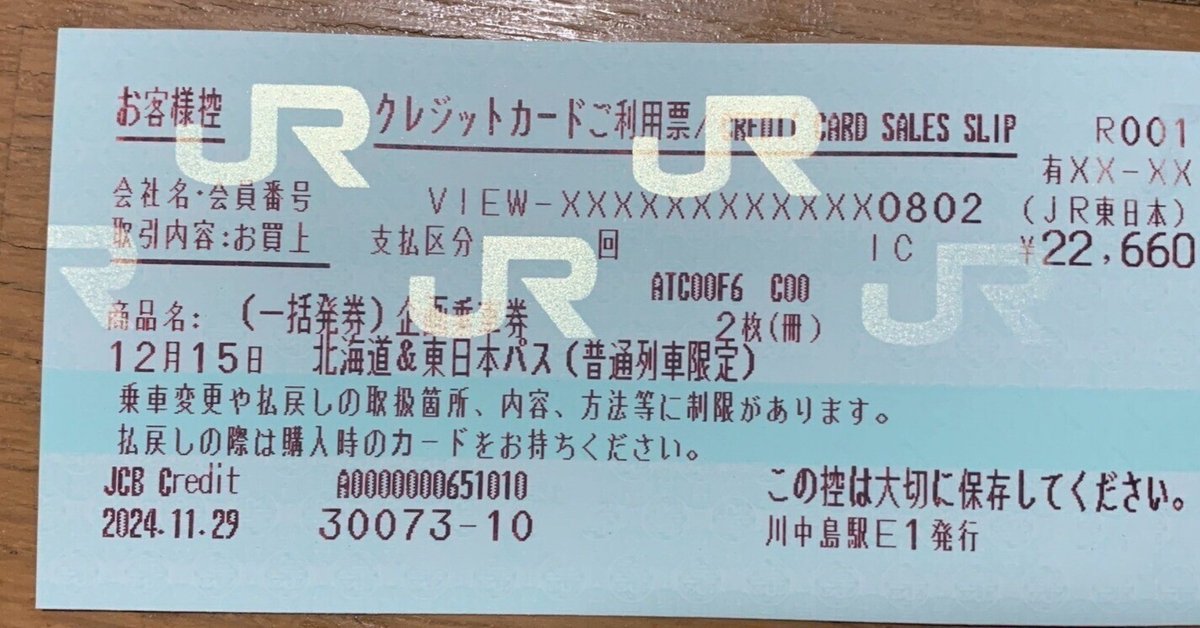 お客様控 クレジットカードご利用票/CREDIT CARD SALES SLIP R001
有XX-XX
会社名・会員番号 VIEW-XXXXXXXXXXXX0802 (JR東日本)
取引内容:お買上 支払区分 回 IC ¥22,660
ATC00F6 C00
商品名: (一括発券)企画乗車券 2枚(冊)
12月15日 北海道&東日本パス(普通列車限定)
乗車変更や払戻しの取扱箇所、内容、方法等に制限があります。
払戻しの際は購入時のカードをお持ちください。
JCB Credit A0000000651010 この控は大切に保存してください。
2024.11.29 30073-10 川中島駅E1発行
JR JR
JR JR JR